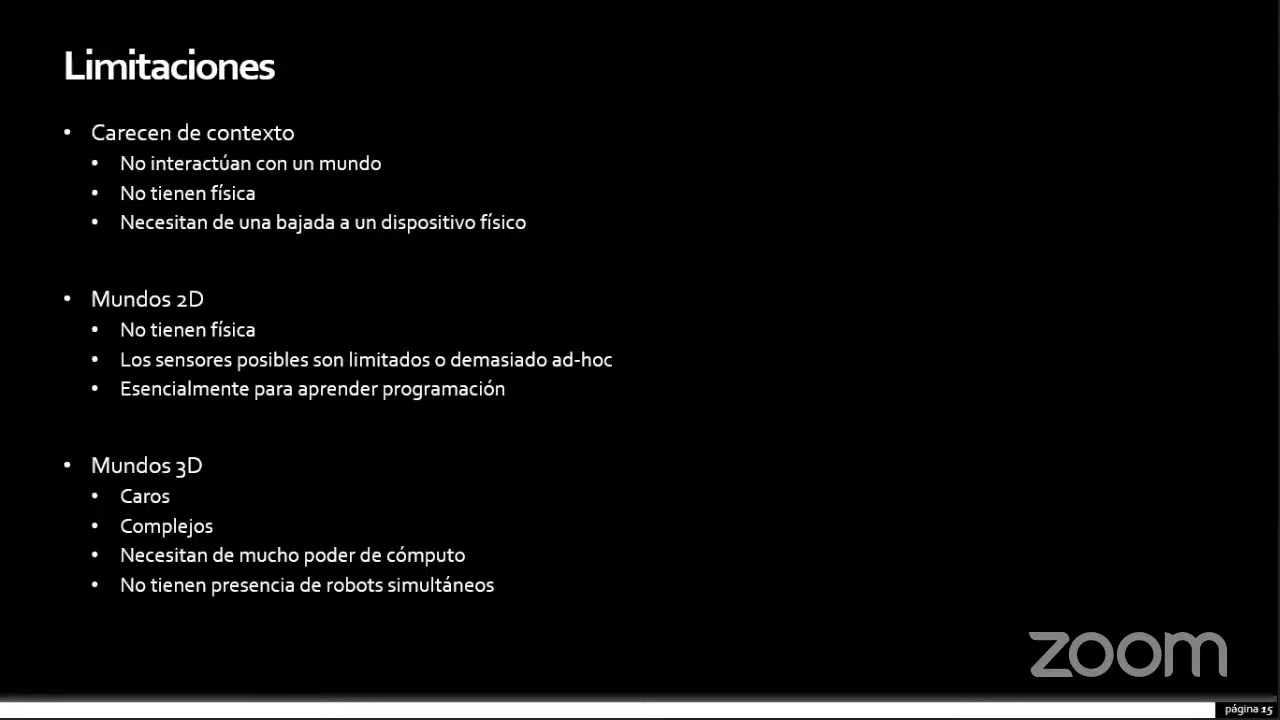 Limitaciones
• Carecen de contexto
• No interactúan con un mundo
• No tienen física
• Necesitan de una bajada a un dispositivo físico
• Mundos 2D
• No tienen física
• Los sensores posibles son limitados o demasiado ad-hoc
• Esencialmente para aprender programación
• Mundos 3D
• Caros
• Complejos
• Necesitan de mucho poder de cómputo
• No tienen presencia de robots simultáneos
zoom
página 15